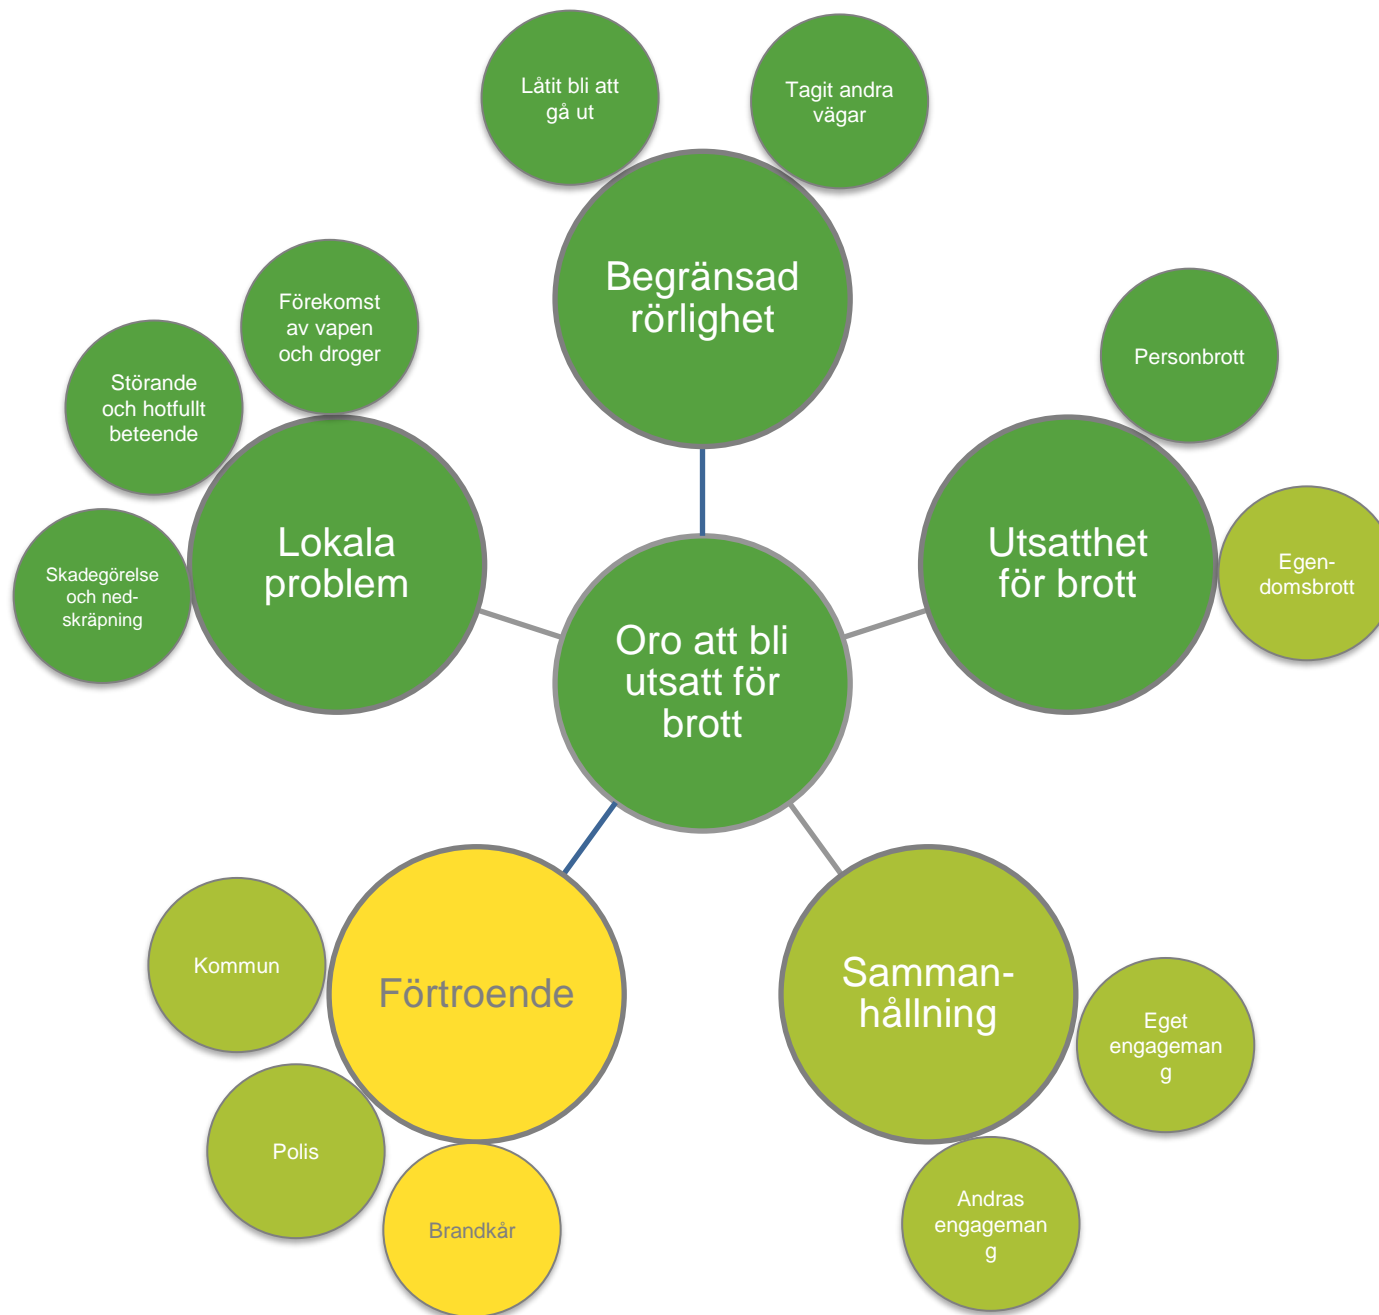 Låtit bli att
gå ut
Tagit andra
vägar
Begränsad
rörlighet
Förekomst
av vapen
och droger
Störande
och hotfullt
beteende
Skadegörelse
och ned-
skräpning
Lokala
problem
Personbrott
Utsatthet
för brott
Egen-
domsbrott
Oro att bli
utsatt för
brott
Kommun
Förtroende
Polis
Brandkår
Samman-
hållning
Eget
engageman
g
Andras
engageman
g